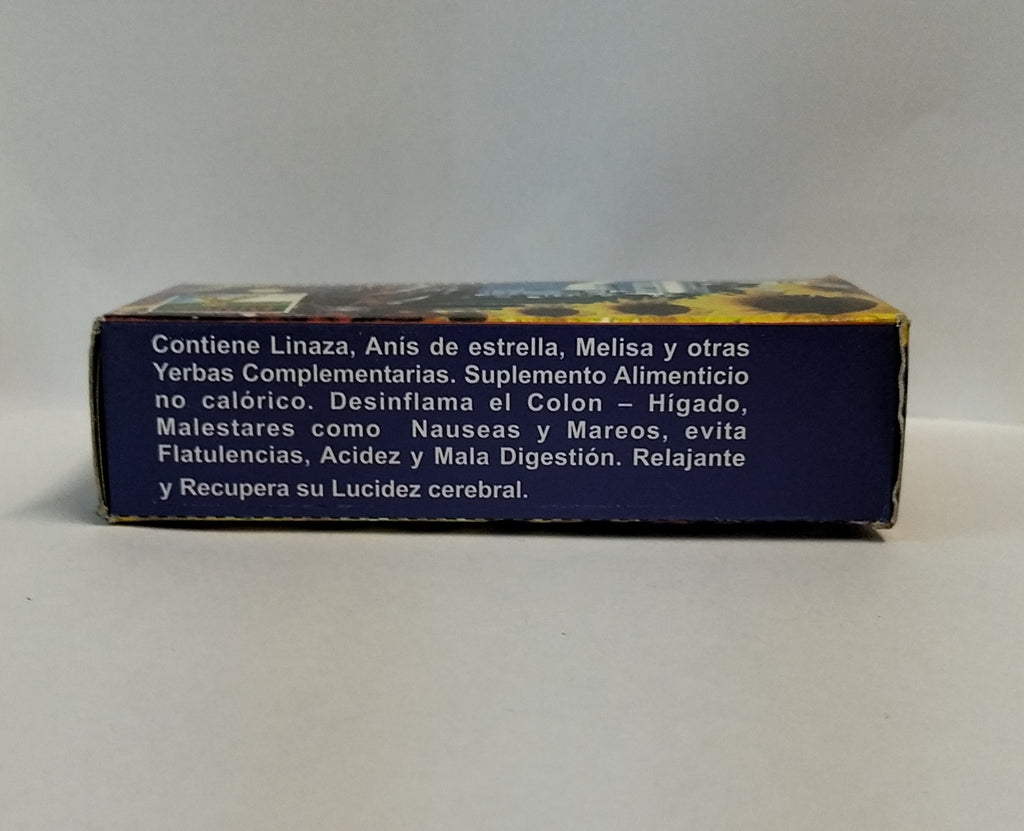 Contiene Linaza, Anís de estrella, Melisa y otras
Yerbas Complementarias. Suplemento Alimenticio
no calórico. Desinflama el Colon – Hígado,
Malestares como Nauseas y Mareos, evita
Flatulencias, Acidez y Mala Digestión. Relajante
y Recupera su Lucidez cerebral.